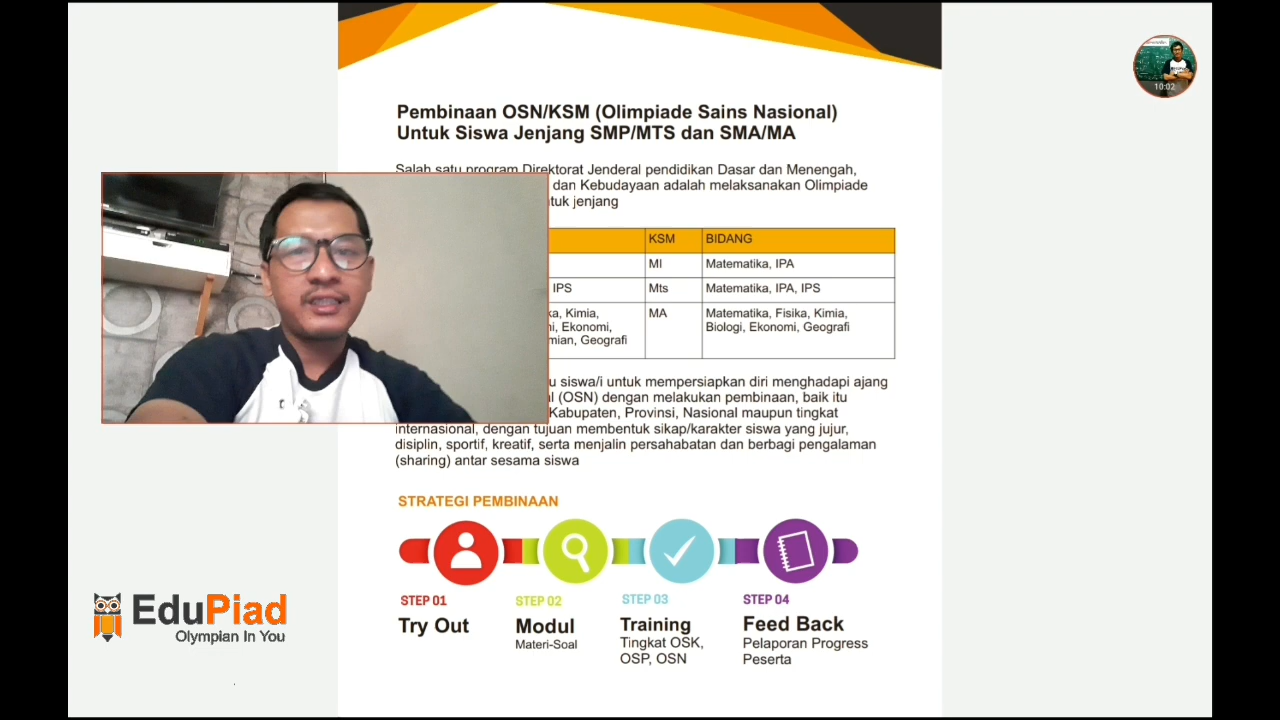 Pembinaan OSN/KSM (Olimpiade Sains Nasional)
Untuk Siswa Jenjang SMP/MTS dan SMA/MA
Salah satu program Direktorat Jenderal pendidikan Dasar dan Menengah,
dan Kebudayaan adalah melaksanakan Olimpiade
jenjang
KSM BIDANG
MI Matematika, IPA
IPS Mts Matematika, IPA, IPS
Kimia, MA Matematika, Fisika, Kimia,
Ekonomi, Biologi, Ekonomi, Geografi
Geografi
siswa/i untuk mempersiapkan diri menghadapi ajang
(OSN) dengan melakukan pembinaan, baik itu
Kabupaten, Provinsi, Nasional maupun tingkat
internasional, dengan tujuan membentuk sikap/karakter siswa yang jujur,
disiplin, sportif, kreatif, serta menjalin persahabatan dan berbagi pengalaman
(sharing) antar sesama siswa
STRATEGI PEMBINAAN
STEP 01
Try Out
STEP 02
Modul
Materi-Soal
STEP 03
Training
Tingkat OSK,
OSP, OSN
STEP 04
Feed Back
Pelaporan Progress
Peserta
EduPiad
Olympian In You
10:02